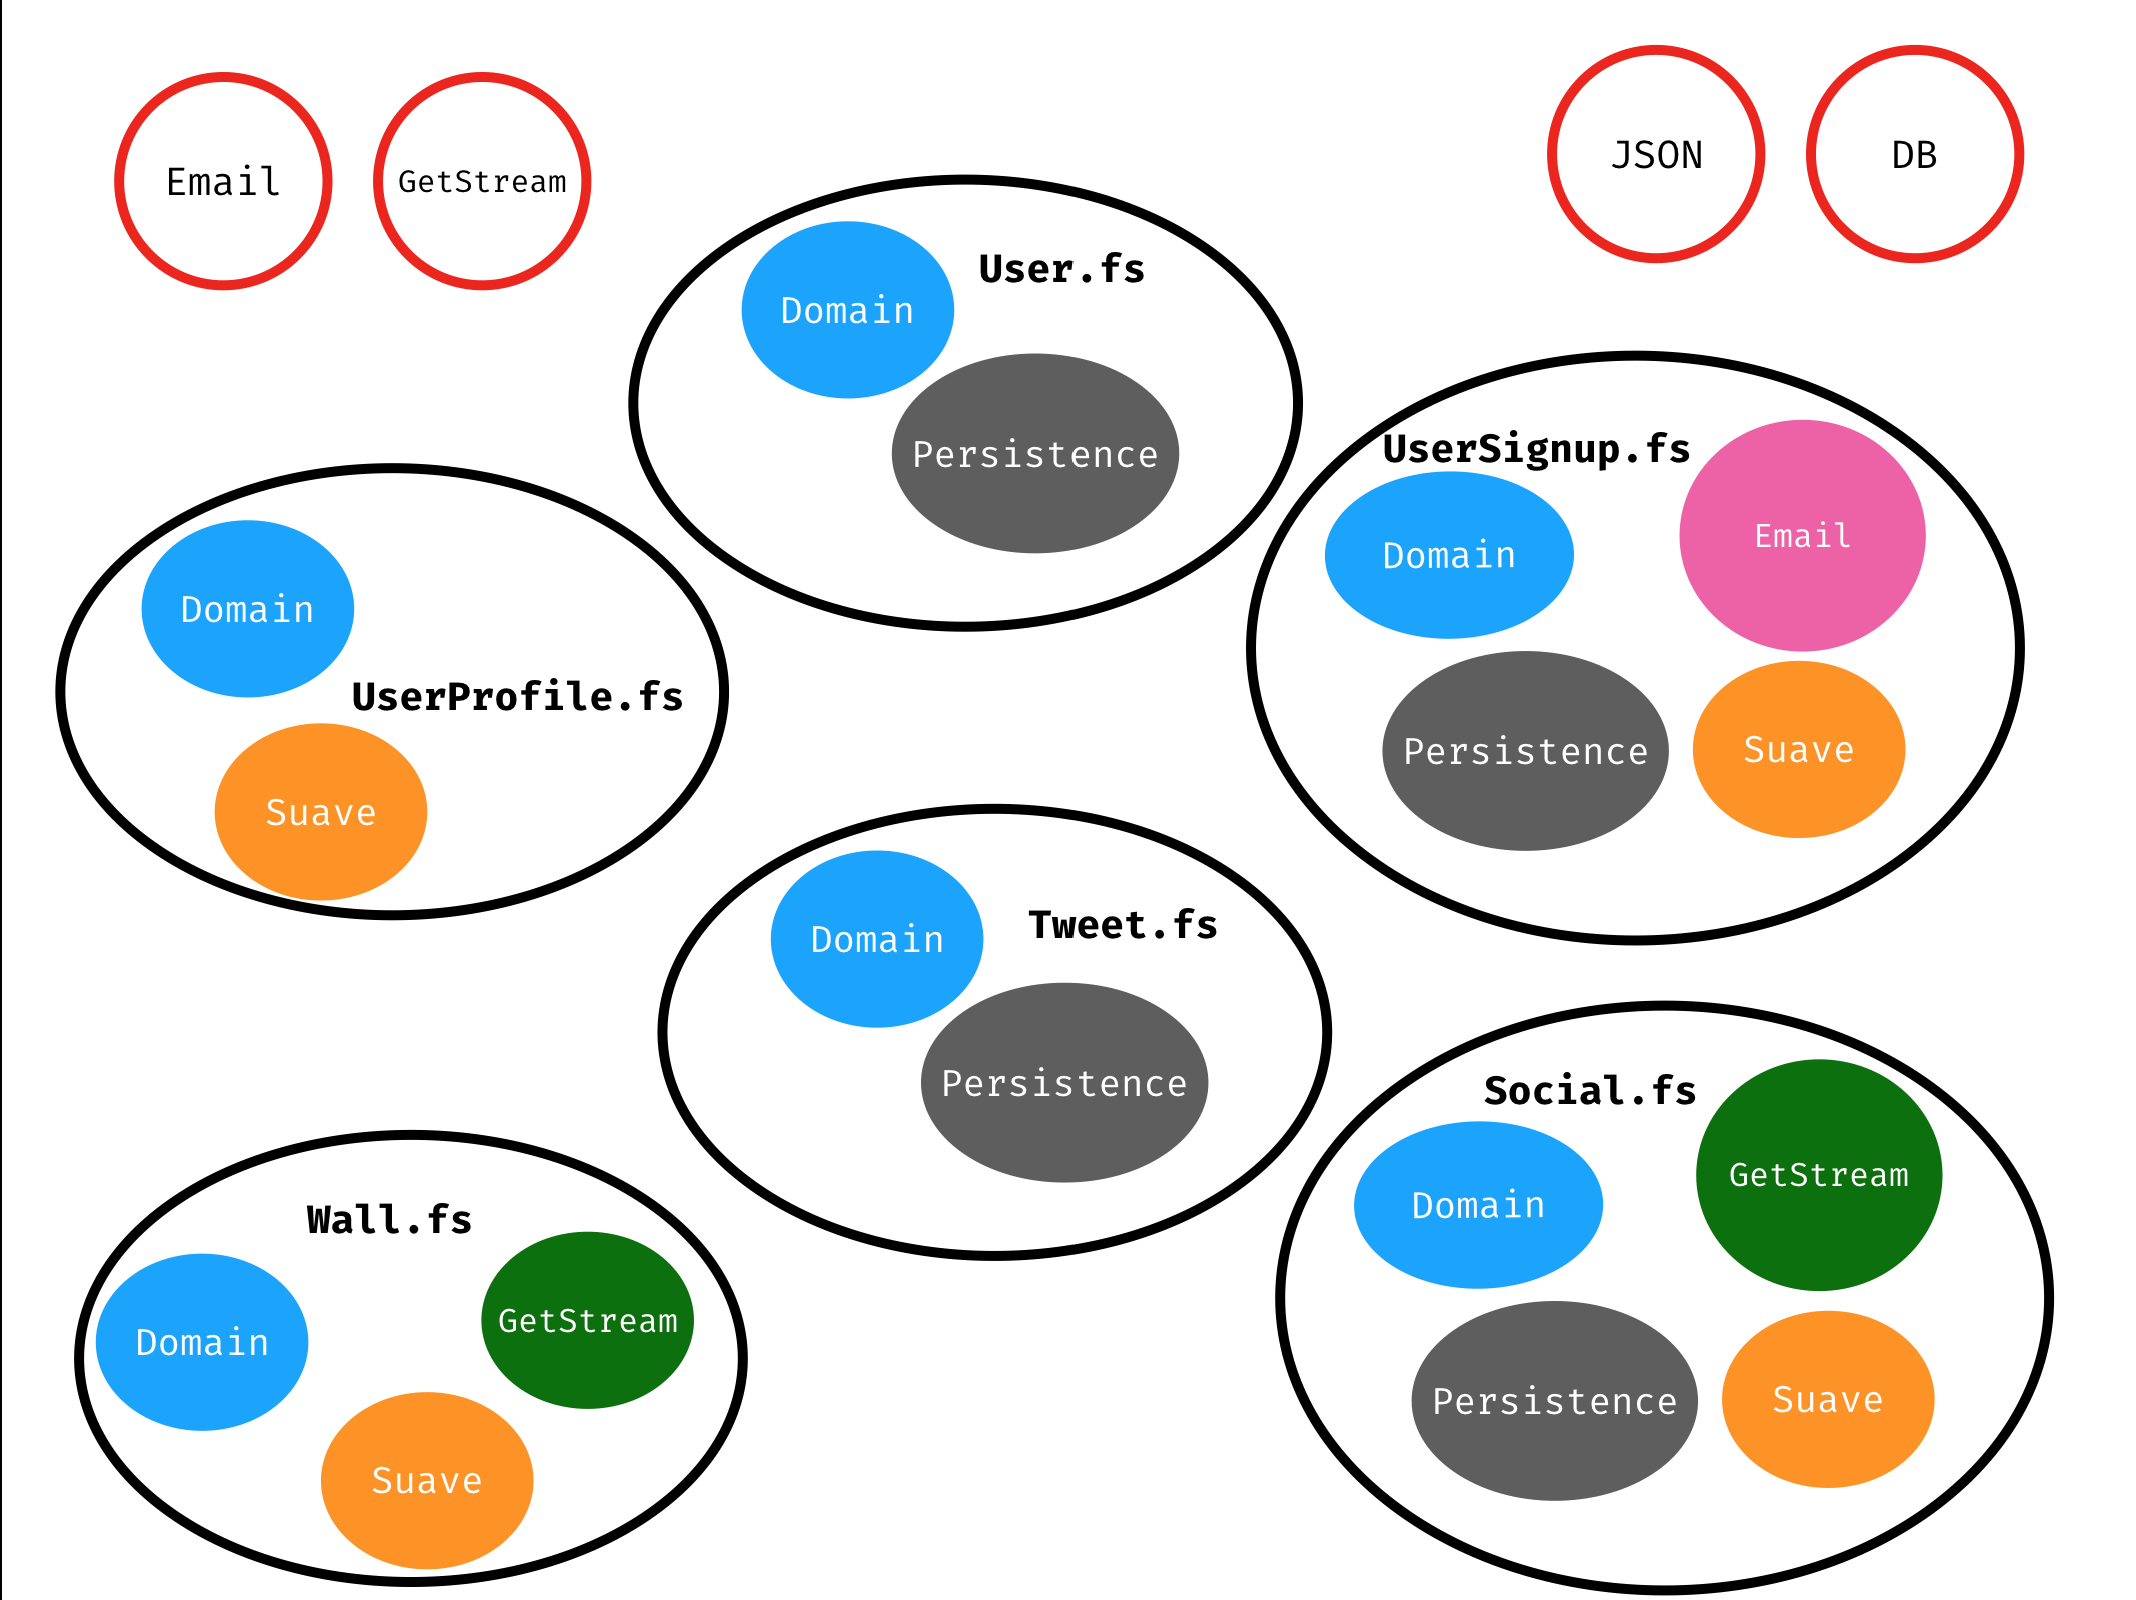 Email
GetStream
JSON
DB
User.fs
Domain
Persistence
UserSignup.fs
Email
Domain
Persistence
Suave
Domain
UserProfile.fs
Suave
Tweet.fs
Domain
Persistence
Social.fs
GetStream
Domain
Persistence
Suave
Wall.fs
GetStream
Domain
Suave